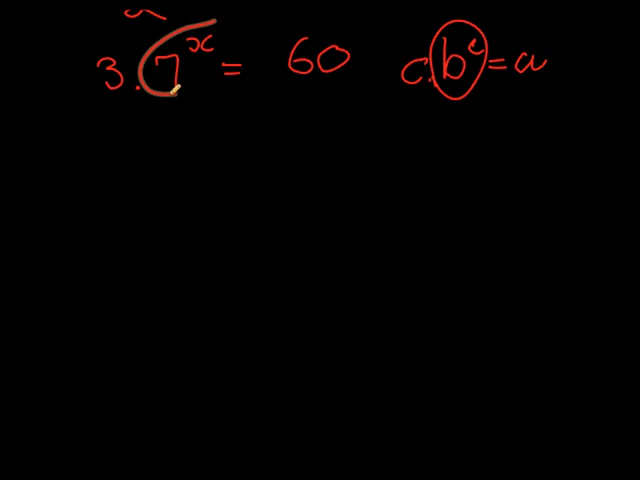 3 . 7^x = 60   c.b^c = a